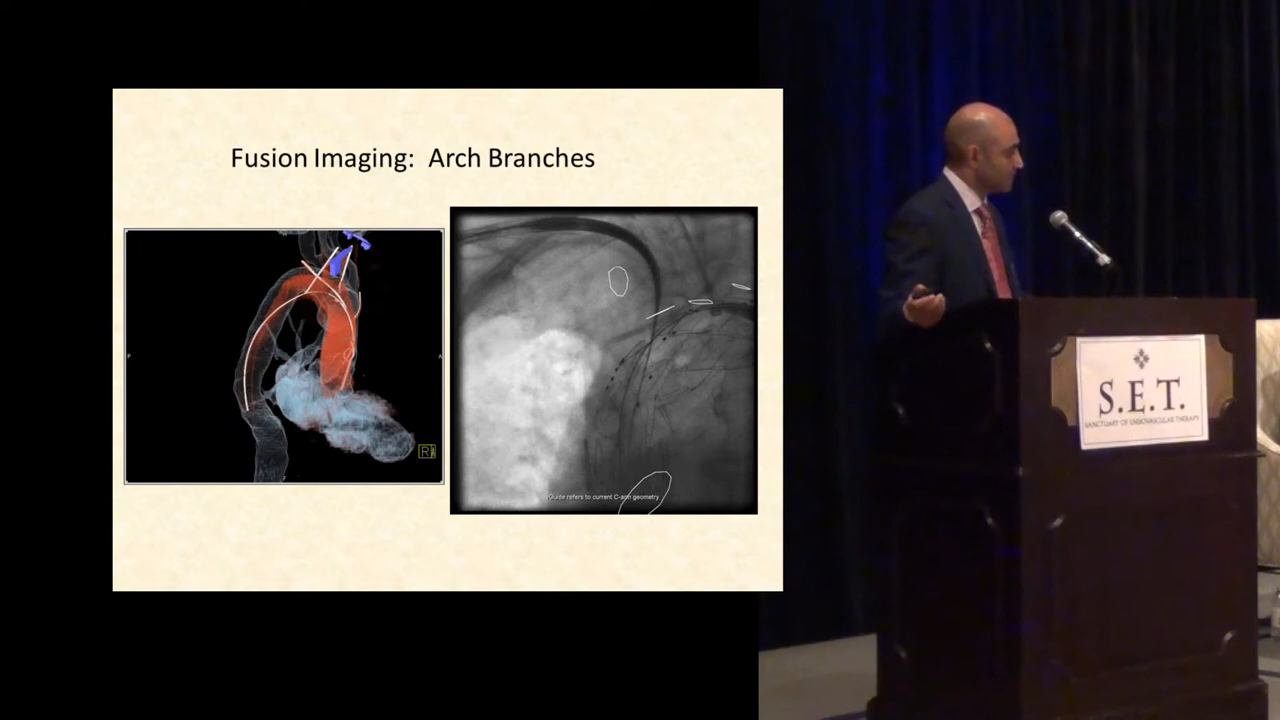 Fusion Imaging: Arch Branches
R
Guide refers to current C-arm geometry
S.E.T.
SANCTUARY OF ENDOVASCULAR THERAPY